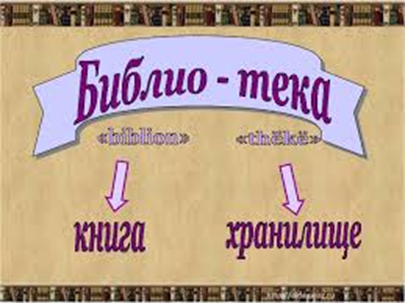 Библио - тека
«biblion» «thēkē»
книга хранилище